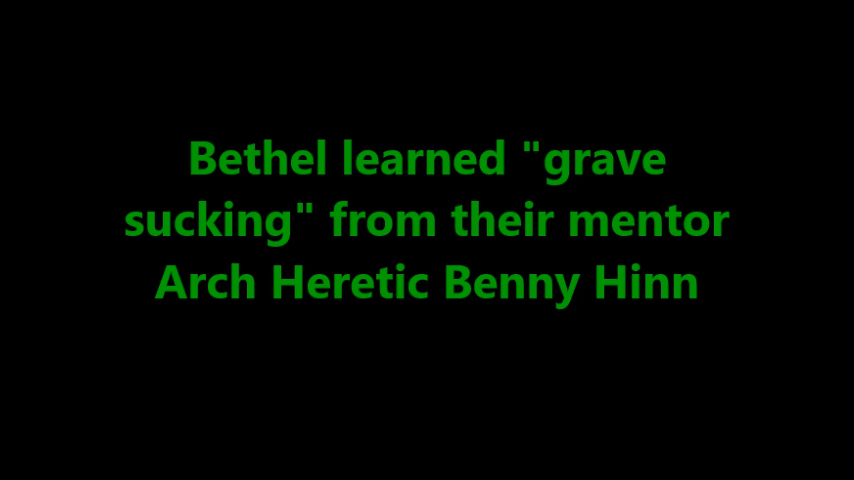 Bethel learned "grave
sucking" from their mentor
Arch Heretic Benny Hinn